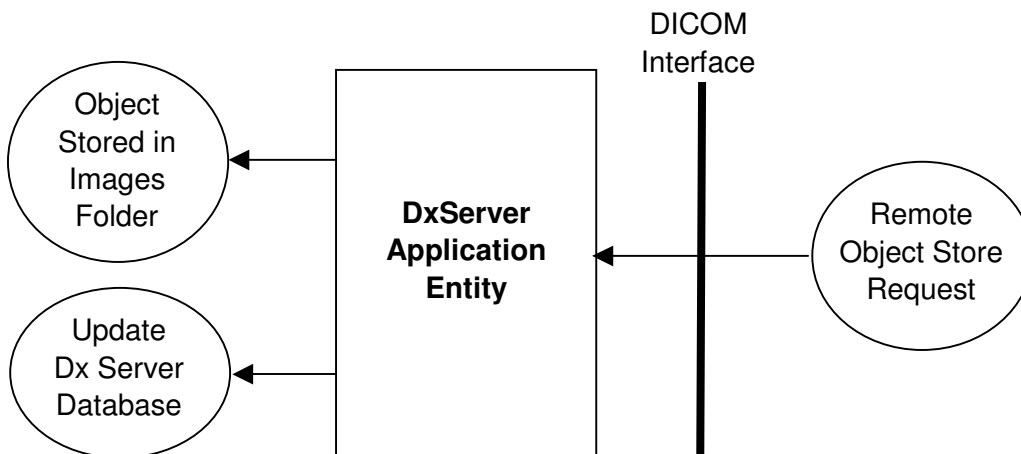 DICOM
Interface
Object
Stored in
Images
Folder
DxServer
Application
Entity
Remote
Object Store
Request
Update
Dx Server
Database